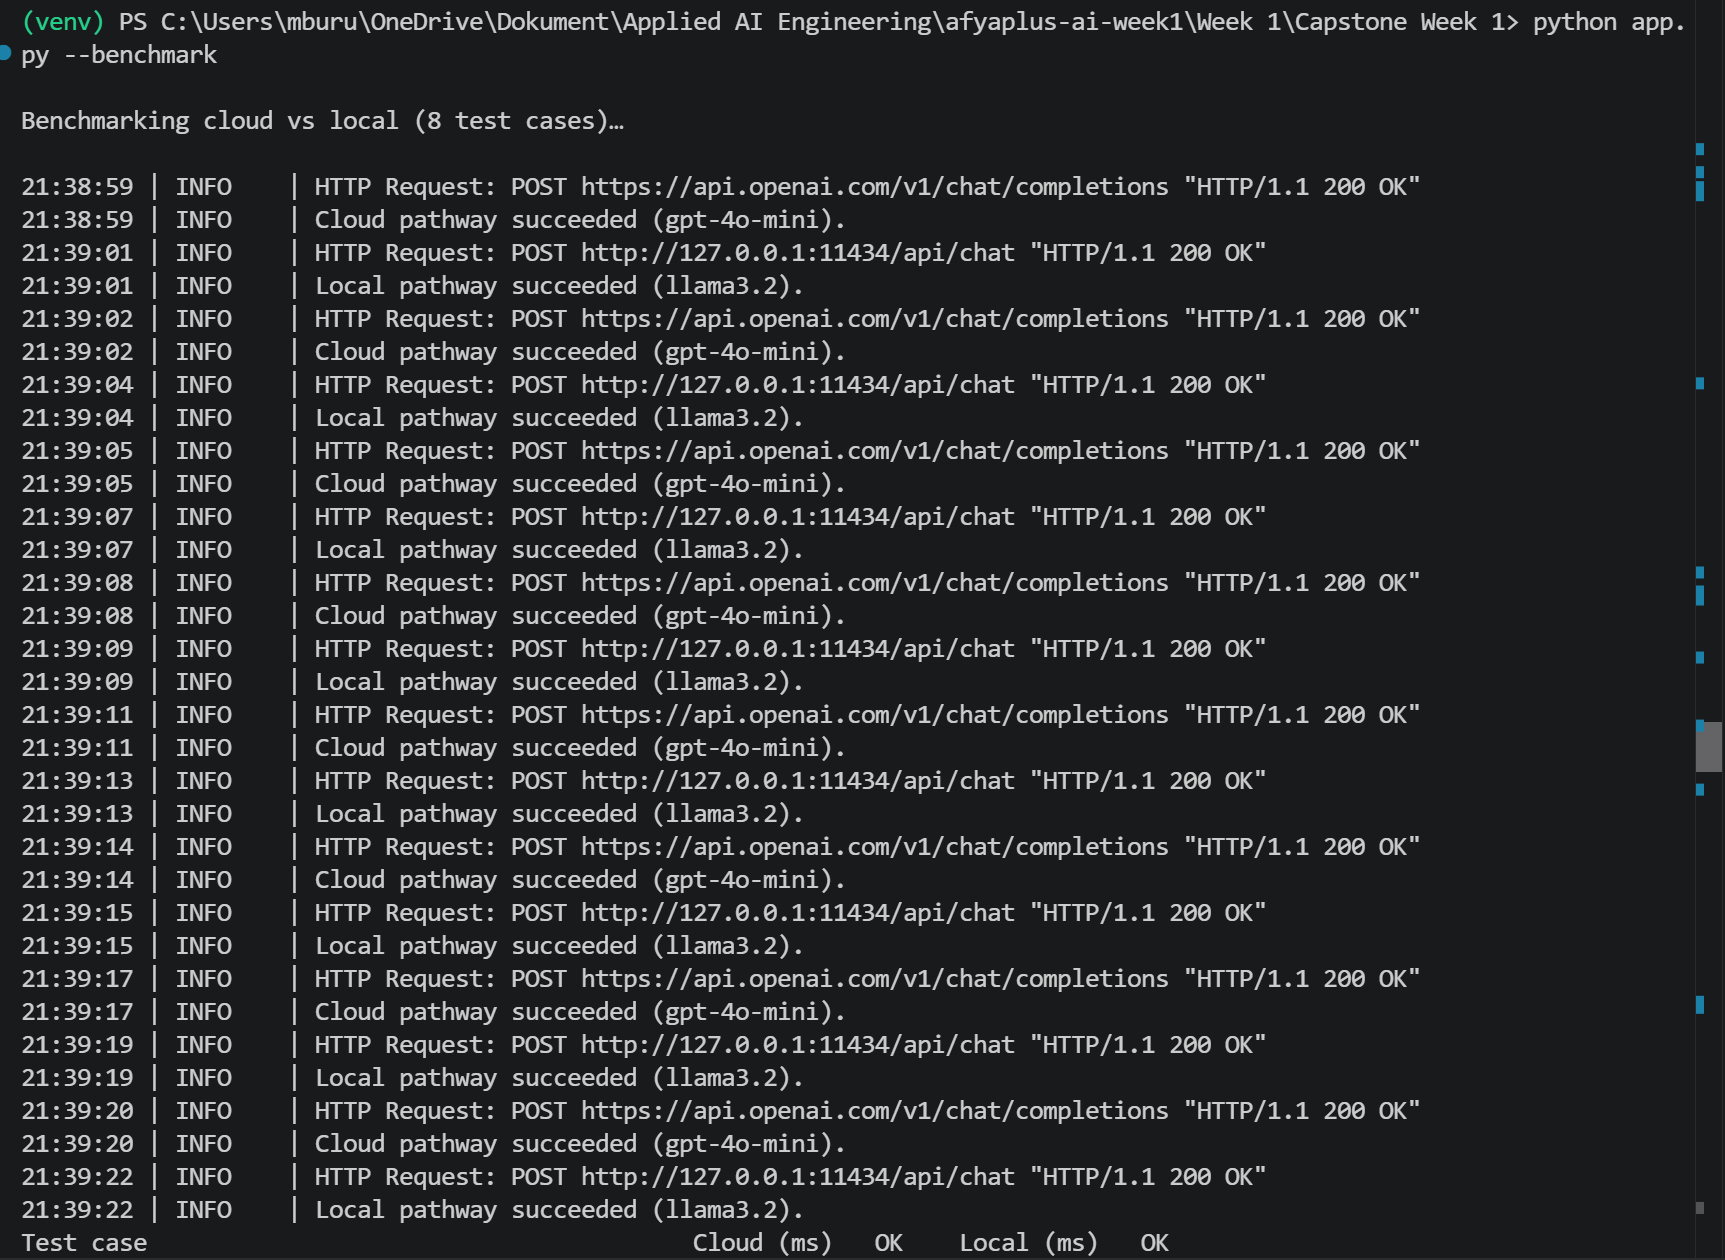 (venv) PS C:\Users\mburu\OneDrive\Dokument\Applied AI Engineering\afyaplus-ai-week1\Week 1\Capstone Week 1> python app.
py --benchmark
Benchmarking cloud vs local (8 test cases)…
21:38:59 | INFO    | HTTP Request: POST https://api.openai.com/v1/chat/completions "HTTP/1.1 200 OK"
21:38:59 | INFO    | Cloud pathway succeeded (gpt-4o-mini).
21:39:01 | INFO    | HTTP Request: POST http://127.0.0.1:11434/api/chat "HTTP/1.1 200 OK"
21:39:01 | INFO    | Local pathway succeeded (llama3.2).
21:39:02 | INFO    | HTTP Request: POST https://api.openai.com/v1/chat/completions "HTTP/1.1 200 OK"
21:39:02 | INFO    | Cloud pathway succeeded (gpt-4o-mini).
21:39:04 | INFO    | HTTP Request: POST http://127.0.0.1:11434/api/chat "HTTP/1.1 200 OK"
21:39:04 | INFO    | Local pathway succeeded (llama3.2).
21:39:05 | INFO    | HTTP Request: POST https://api.openai.com/v1/chat/completions "HTTP/1.1 200 OK"
21:39:05 | INFO    | Cloud pathway succeeded (gpt-4o-mini).
21:39:07 | INFO    | HTTP Request: POST http://127.0.0.1:11434/api/chat "HTTP/1.1 200 OK"
21:39:07 | INFO    | Local pathway succeeded (llama3.2).
21:39:08 | INFO    | HTTP Request: POST https://api.openai.com/v1/chat/completions "HTTP/1.1 200 OK"
21:39:08 | INFO    | Cloud pathway succeeded (gpt-4o-mini).
21:39:09 | INFO    | HTTP Request: POST http://127.0.0.1:11434/api/chat "HTTP/1.1 200 OK"
21:39:09 | INFO    | Local pathway succeeded (llama3.2).
21:39:11 | INFO    | HTTP Request: POST https://api.openai.com/v1/chat/completions "HTTP/1.1 200 OK"
21:39:11 | INFO    | Cloud pathway succeeded (gpt-4o-mini).
21:39:13 | INFO    | HTTP Request: POST http://127.0.0.1:11434/api/chat "HTTP/1.1 200 OK"
21:39:13 | INFO    | Local pathway succeeded (llama3.2).
21:39:14 | INFO    | HTTP Request: POST https://api.openai.com/v1/chat/completions "HTTP/1.1 200 OK"
21:39:14 | INFO    | Cloud pathway succeeded (gpt-4o-mini).
21:39:15 | INFO    | HTTP Request: POST http://127.0.0.1:11434/api/chat "HTTP/1.1 200 OK"
21:39:15 | INFO    | Local pathway succeeded (llama3.2).
21:39:17 | INFO    | HTTP Request: POST https://api.openai.com/v1/chat/completions "HTTP/1.1 200 OK"
21:39:17 | INFO    | Cloud pathway succeeded (gpt-4o-mini).
21:39:19 | INFO    | HTTP Request: POST http://127.0.0.1:11434/api/chat "HTTP/1.1 200 OK"
21:39:19 | INFO    | Local pathway succeeded (llama3.2).
21:39:20 | INFO    | HTTP Request: POST https://api.openai.com/v1/chat/completions "HTTP/1.1 200 OK"
21:39:20 | INFO    | Cloud pathway succeeded (gpt-4o-mini).
21:39:22 | INFO    | HTTP Request: POST http://127.0.0.1:11434/api/chat "HTTP/1.1 200 OK"
21:39:22 | INFO    | Local pathway succeeded (llama3.2).
Test case                                       Cloud (ms)   OK    Local (ms)   OK